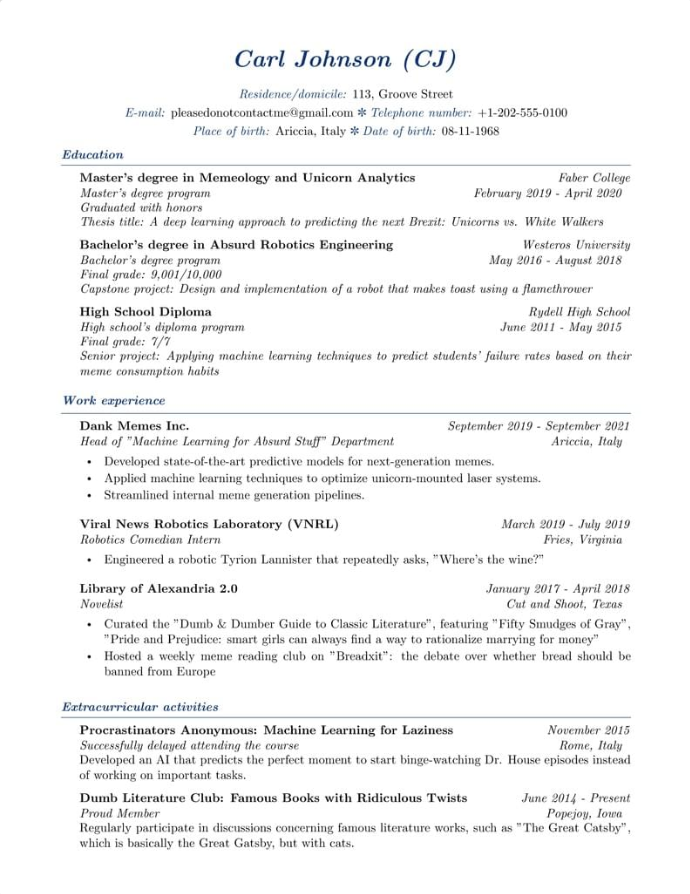 Carl Johnson (CJ)
Residence/domicile: 113, Groove Street
E-mail: pleasedonotcontactme@gmail.com ✻ Telephone number: +1-202-555-0100
Place of birth: Ariccia, Italy ✻ Date of birth: 08-11-1968
Education
Master's degree in Memeology and Unicorn Analytics Faber College
Master's degree program February 2019 - April 2020
Graduated with honors
Thesis title: A deep learning approach to predicting the next Brexit: Unicorns vs. White Walkers
Bachelor's degree in Absurd Robotics Engineering Westeros University
Bachelor's degree program May 2016 - August 2018
Final grade: 9,001/10,000
Capstone project: Design and implementation of a robot that makes toast using a flamethrower
High School Diploma Rydell High School
High school's diploma program June 2011 - May 2015
Final grade: 7/7
Senior project: Applying machine learning techniques to predict students' failure rates based on their
meme consumption habits
Work experience
Dank Memes Inc. September 2019 - September 2021
Head of "Machine Learning for Absurd Stuff" Department Ariccia, Italy
• Developed state-of-the-art predictive models for next-generation memes.
• Applied machine learning techniques to optimize unicorn-mounted laser systems.
• Streamlined internal meme generation pipelines.
Viral News Robotics Laboratory (VNRL) March 2019 - July 2019
Robotics Comedian Intern Fries, Virginia
• Engineered a robotic Tyrion Lannister that repeatedly asks, "Where's the wine?"
Library of Alexandria 2.0 January 2017 - April 2018
Novelist Cut and Shoot, Texas
• Curated the "Dumb & Dumber Guide to Classic Literature", featuring "Fifty Smudges of Gray",
"Pride and Prejudice: smart girls can always find a way to rationalize marrying for money"
• Hosted a weekly meme reading club on "Breadxit": the debate over whether bread should be
banned from Europe
Extracurricular activities
Procrastinators Anonymous: Machine Learning for Laziness November 2015
Successfully delayed attending the course Rome, Italy
Developed an AI that predicts the perfect moment to start binge-watching Dr. House episodes instead
of working on important tasks.
Dumb Literature Club: Famous Books with Ridiculous Twists June 2014 - Present
Proud Member Popejoy, Iowa
Regularly participate in discussions concerning famous literature works, such as "The Great Catsby",
which is basically the Great Gatsby, but with cats.